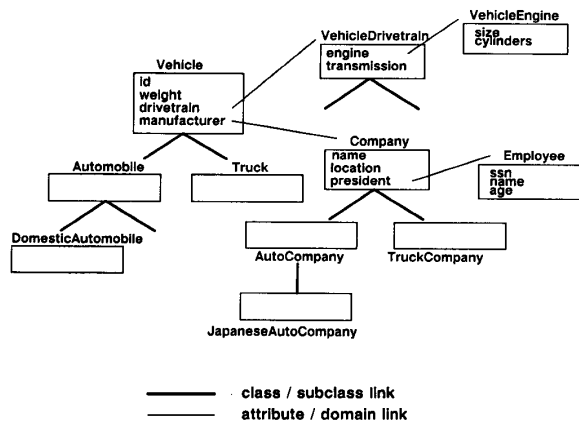 VehicleEngine
size
cylinders
VehicleDrivetrain
engine
transmission
Vehicle
id
weight
drivetrain
manufacturer
Company
name
location
president
Employee
ssn
name
age
Automobile
Truck
DomesticAutomobile
AutoCompany
TruckCompany
JapaneseAutoCompany
class / subclass link
attribute / domain link